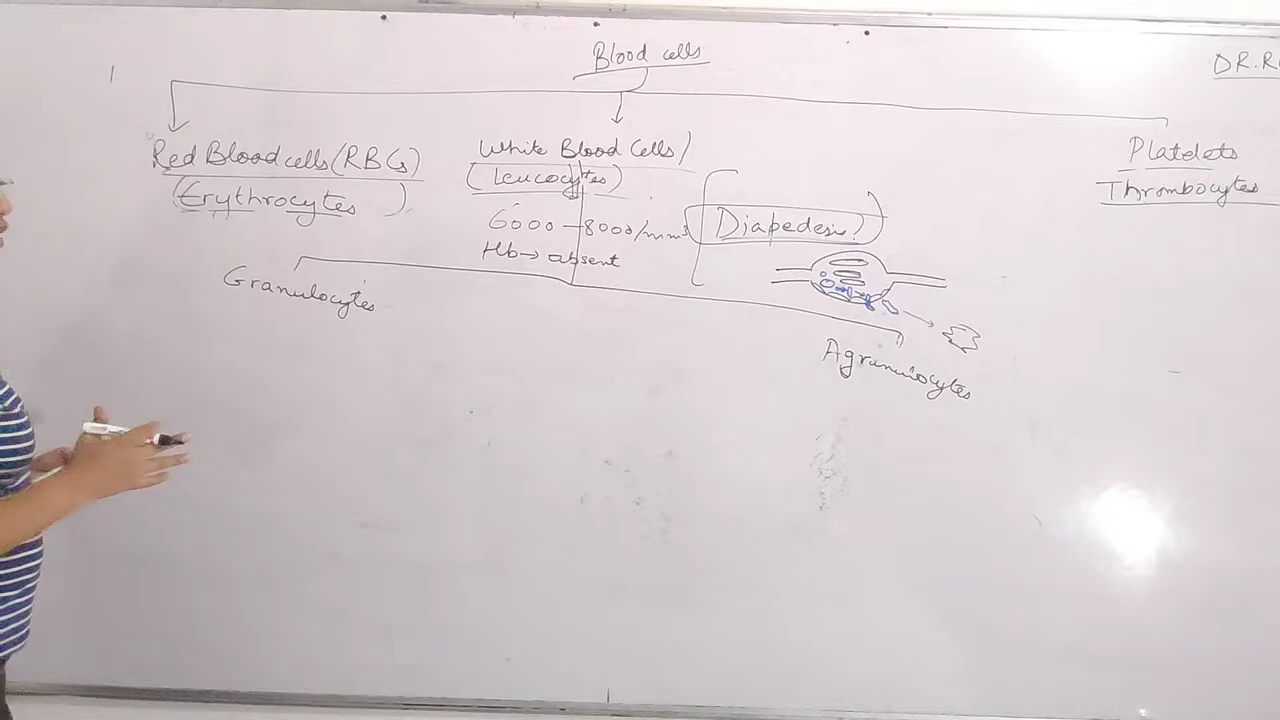 Blood cells
DR.R
Red Blood cells (RBCs)
(Erythrocytes)
White Blood Cells/
(Leucocytes)
6000 – 8000/mm³
Hb → absent
Diapedesis
Platelets
Thrombocytes
Granulocytes
Agranulocytes